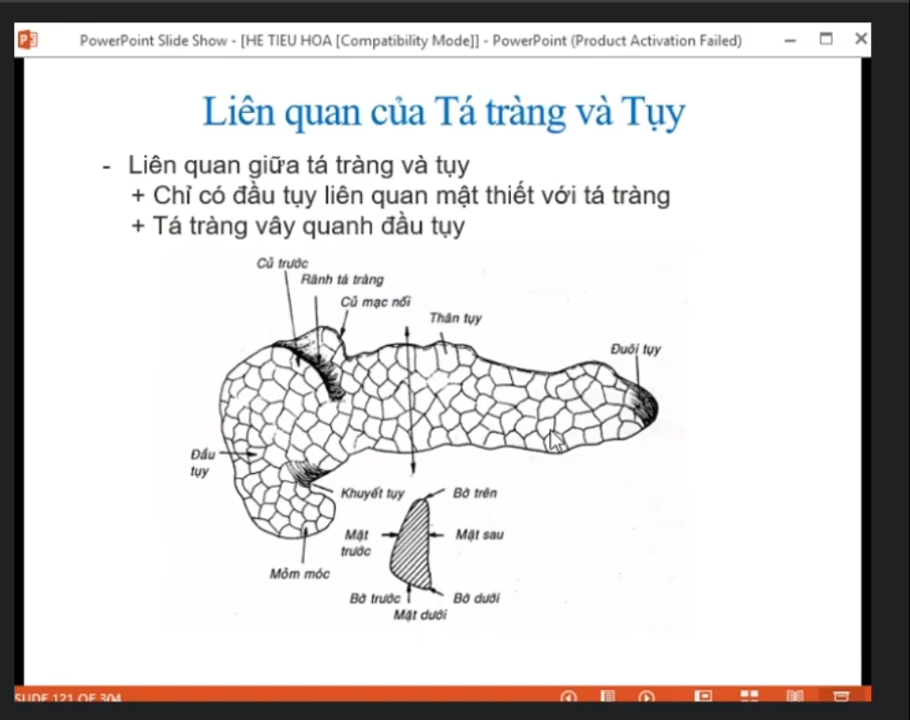 PowerPoint Slide Show - [HE TIEU HOA [Compatibility Mode]] - PowerPoint (Product Activation Failed)
Liên quan của Tá tràng và Tụy
- Liên quan giữa tá tràng và tụy
+ Chỉ có đầu tụy liên quan mật thiết với tá tràng
+ Tá tràng vây quanh đầu tụy
Củ trước
Rãnh tá tràng
Củ mạc nối
Thân tụy
Đuôi tụy
Đầu
tụy
Khuyết tụy
Bờ trên
Mặt
trước
Mặt sau
Mỏm móc
Bờ trước
Bờ dưới
Mặt dưới
SLIDE 121 OF 304